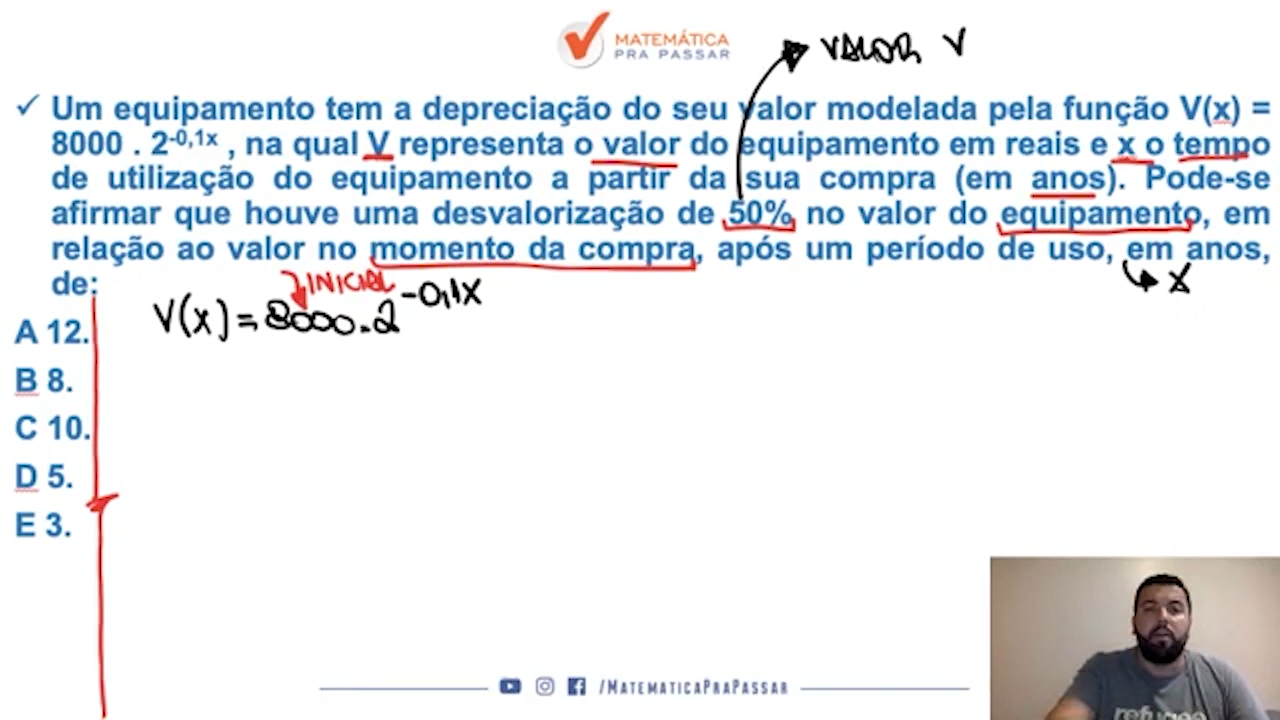 MATEMÁTICA
PRA PASSAR
VALOR V
✓ Um equipamento tem a depreciação do seu valor modelada pela função V(x) =
8000 . 2^-0,1x , na qual V representa o valor do equipamento em reais e x o tempo
de utilização do equipamento a partir da sua compra (em anos). Pode-se
afirmar que houve uma desvalorização de 50% no valor do equipamento, em
relação ao valor no momento da compra, após um período de uso, em anos,
de:
INICIAL
X
V(x) = 8000 . 2^-0,1x
A 12.
B 8.
C 10.
D 5.
E 3.
/MATEMATICAPRAPASSAR